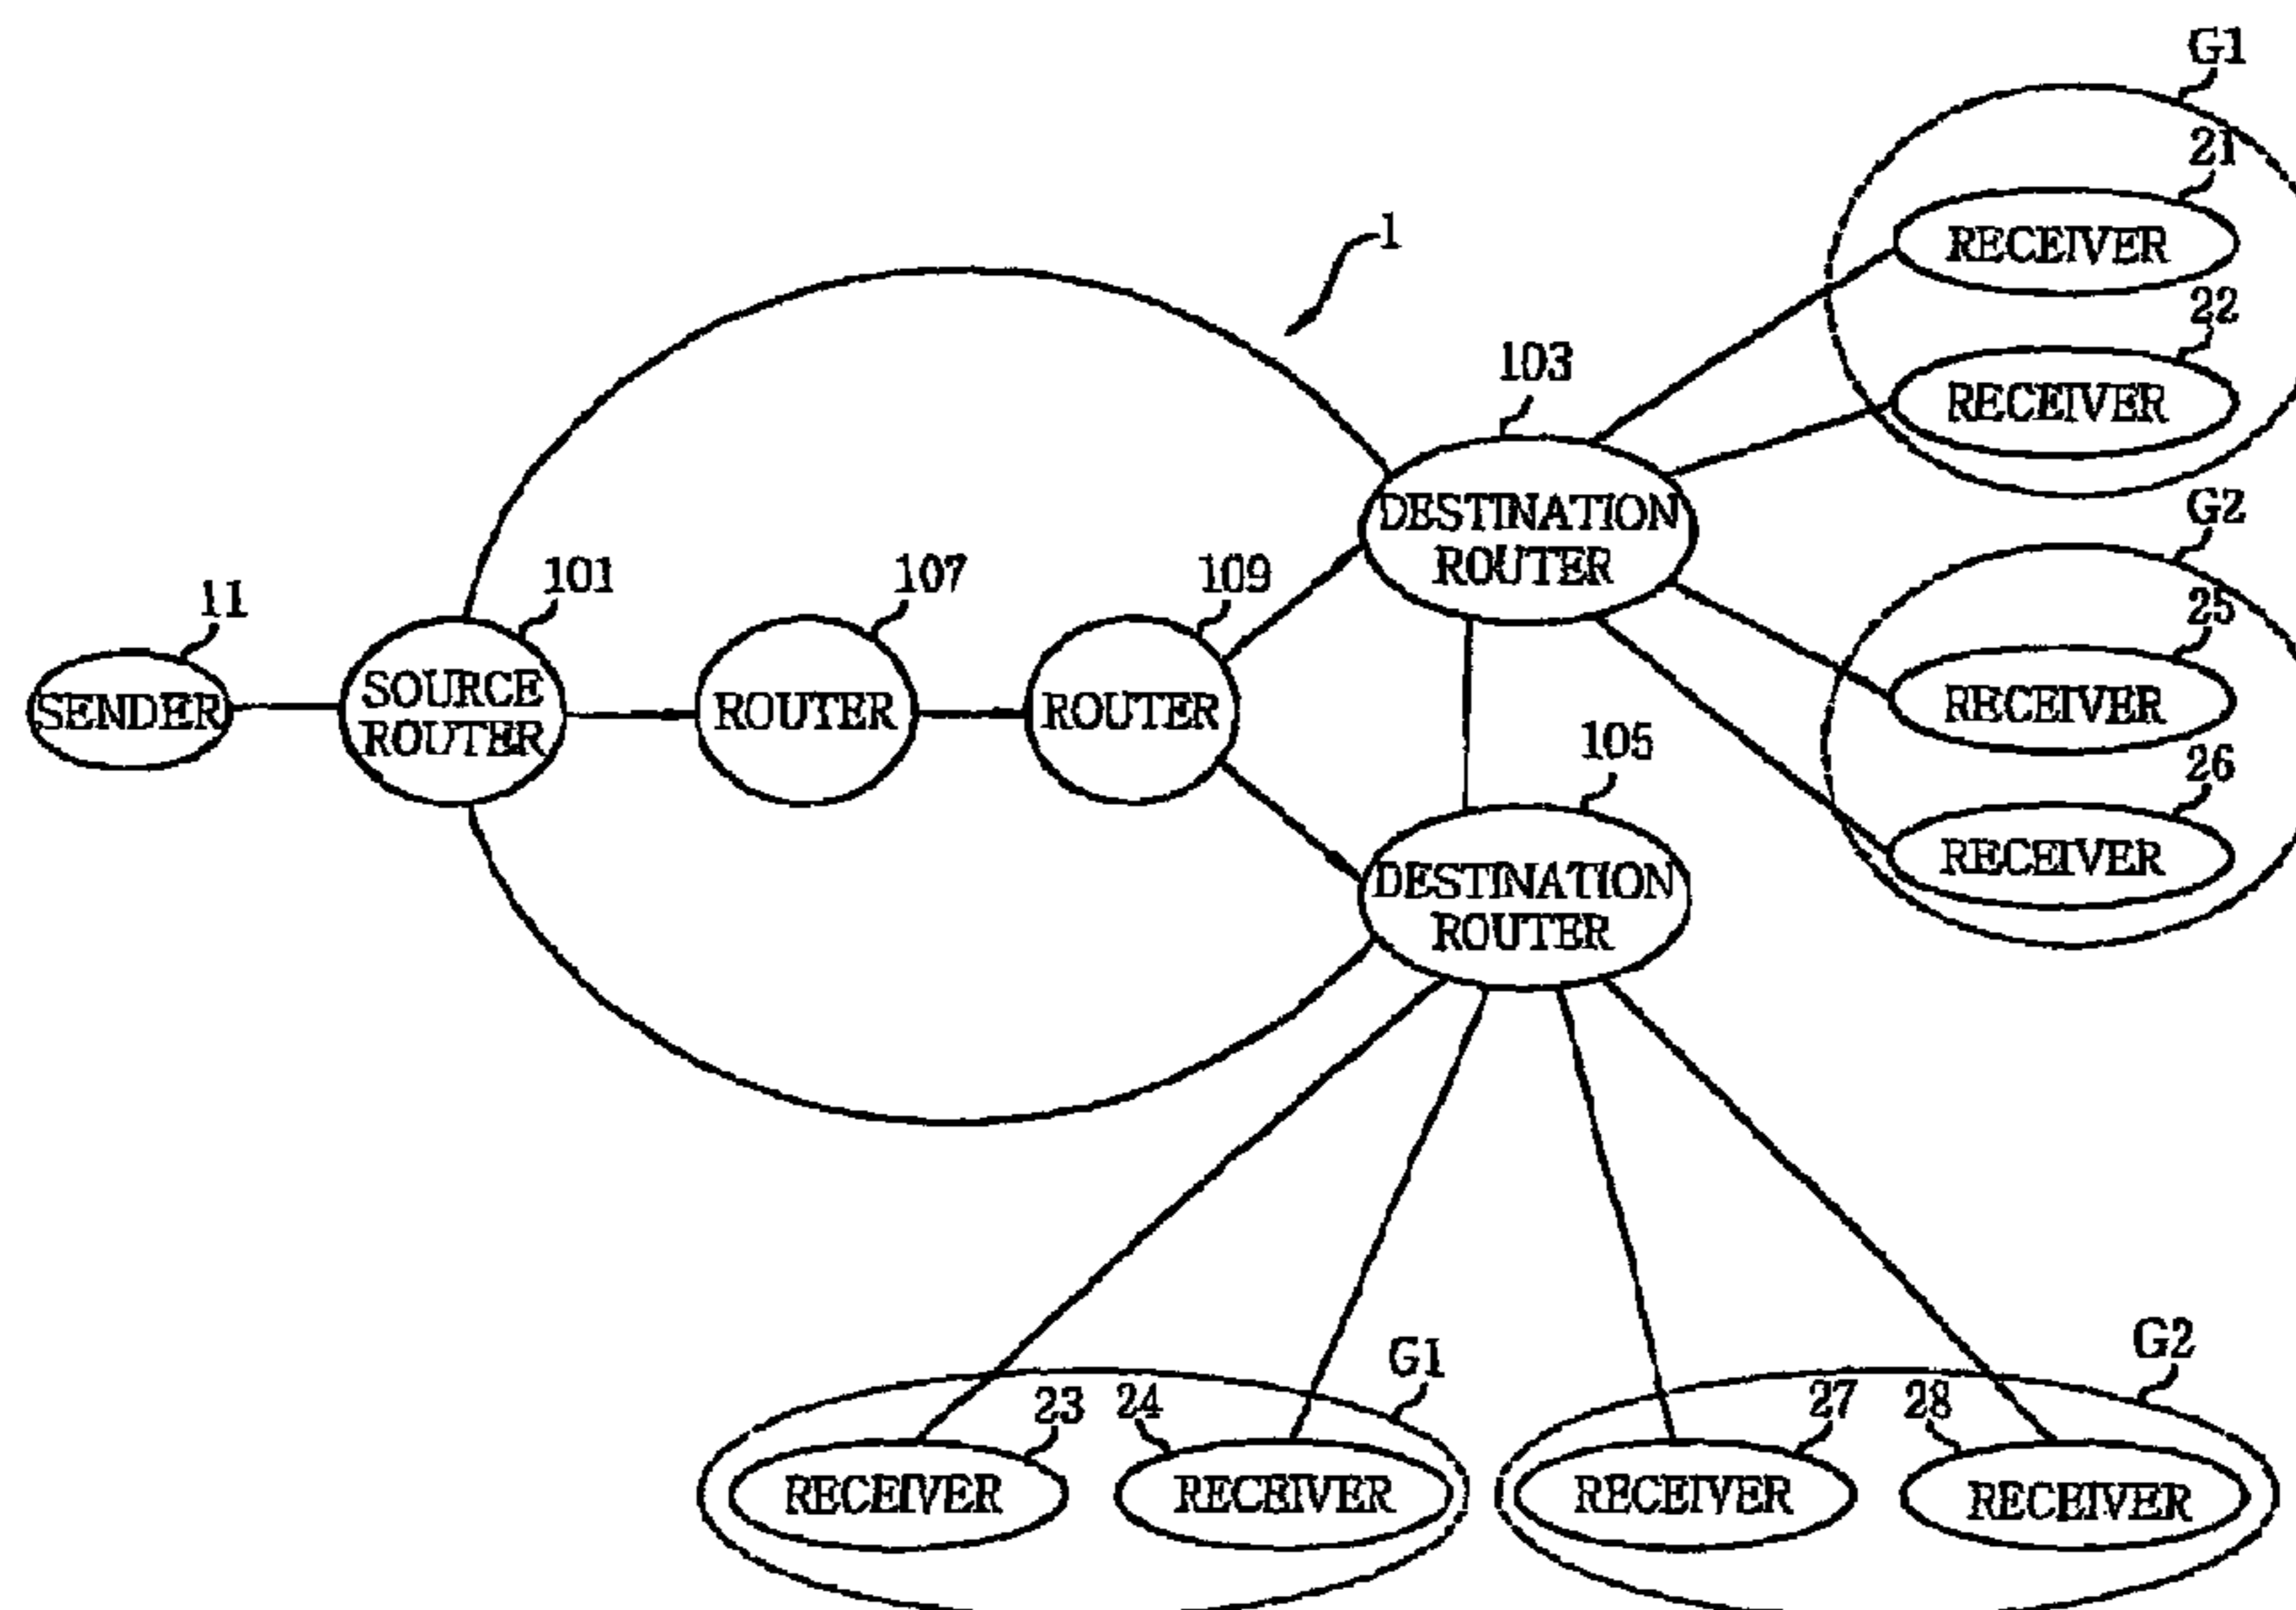 G1
21
RECEIVER
22
RECEIVER
1
103
DESTINATION
ROUTER
G2
25
RECEIVER
26
RECEIVER
11
SENDER
101
SOURCE
ROUTER
107
ROUTER
109
ROUTER
105
DESTINATION
ROUTER
G1
23
RECEIVER
24
RECEIVER
G2
27
RECEIVER
28
RECEIVER